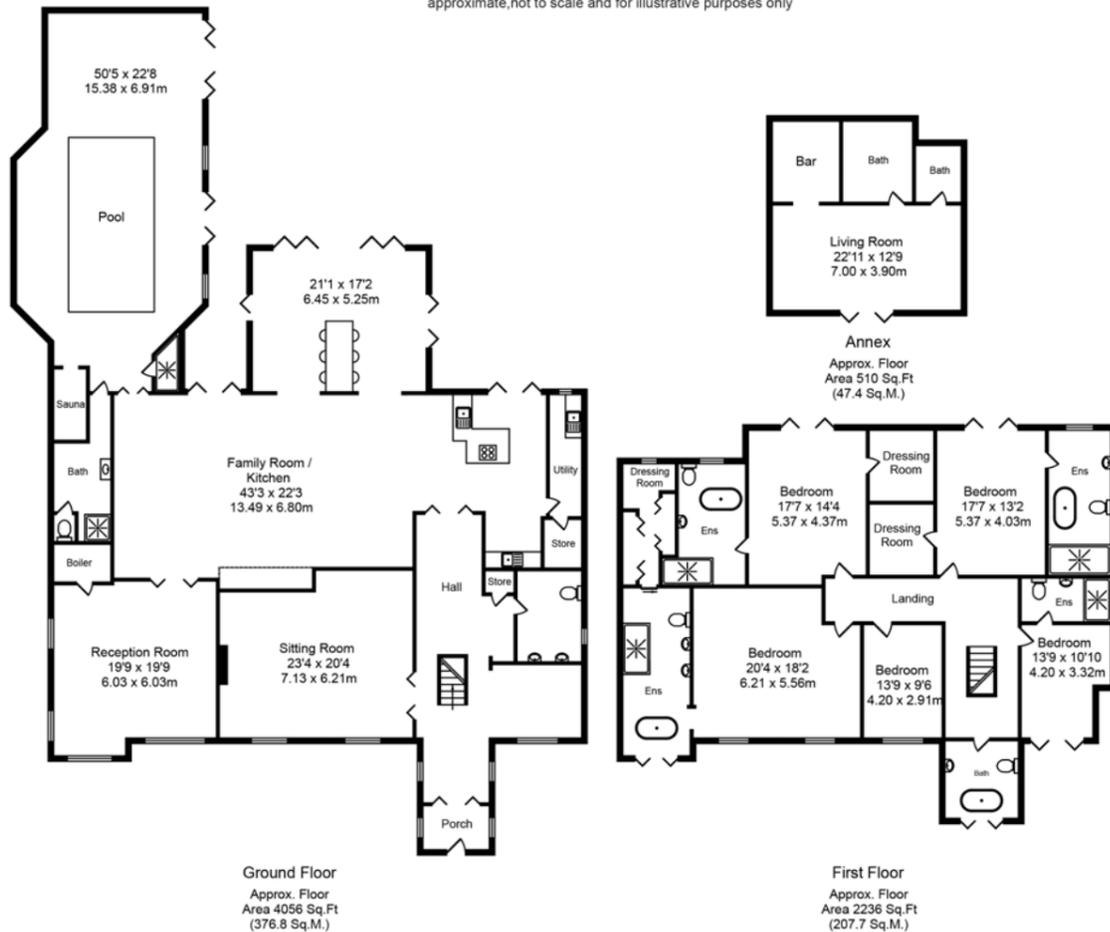 approximate,not to scale and for illustrative purposes only
50'5 x 22'8
15.38 x 6.91m
Pool
21'1 x 17'2
6.45 x 5.25m
Sauna
Bath
Boiler
Family Room /
Kitchen
43'3 x 22'3
13.49 x 6.80m
Utility
Store
Store
Hall
Reception Room
19'9 x 19'9
6.03 x 6.03m
Sitting Room
23'4 x 20'4
7.13 x 6.21m
Porch
Ground Floor
Approx. Floor
Area 4056 Sq.Ft
(376.8 Sq.M.)
Bar
Bath
Bath
Living Room
22'11 x 12'9
7.00 x 3.90m
Annex
Approx. Floor
Area 510 Sq.Ft
(47.4 Sq.M.)
Dressing
Room
Ens
Bedroom
17'7 x 14'4
5.37 x 4.37m
Dressing
Room
Dressing
Room
Bedroom
17'7 x 13'2
5.37 x 4.03m
Ens
Landing
Ens
Ens
Bedroom
20'4 x 18'2
6.21 x 5.56m
Bedroom
13'9 x 9'6
4.20 x 2.91m
Bedroom
13'9 x 10'10
4.20 x 3.32m
Bath
First Floor
Approx. Floor
Area 2236 Sq.Ft
(207.7 Sq.M.)